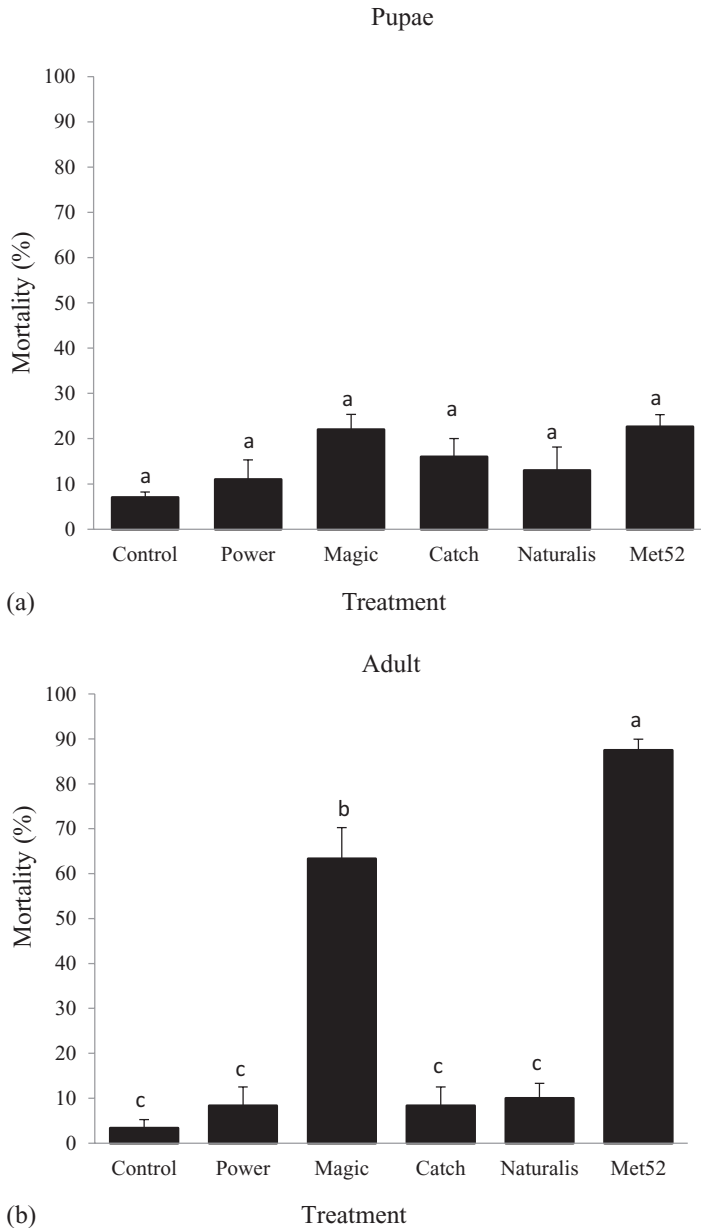 Pupae
100
90
80
70
60
50
40
30
20
10
0
Mortality (%)
a
a
a
a
a
a
Control Power Magic Catch Naturalis Met52
(a) Treatment
Adult
100
90
80
70
60
50
40
30
20
10
0
Mortality (%)
c
c
b
c
c
a
Control Power Magic Catch Naturalis Met52
(b) Treatment